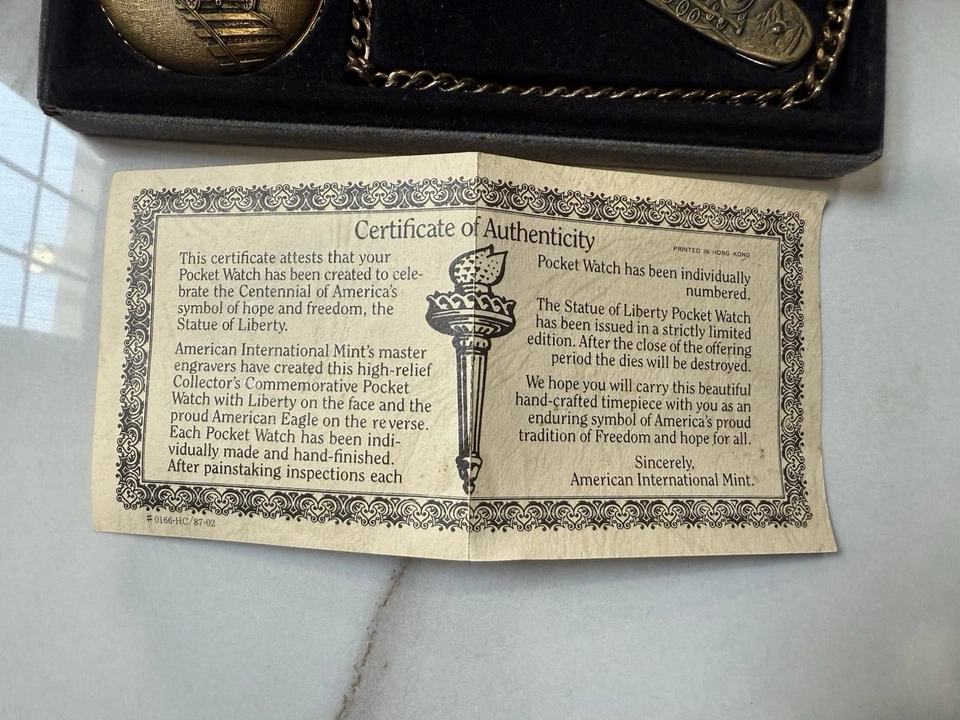 Certificate of Authenticity
This certificate attests that your
Pocket Watch has been created to cele-
brate the Centennial of America's
symbol of hope and freedom, the
Statue of Liberty.
American International Mint's master
engravers have created this high-relief
Collector's Commemorative Pocket
Watch with Liberty on the face and the
proud American Eagle on the reverse.
Each Pocket Watch has been indi-
vidually made and hand-finished.
After painstaking inspections each
#0166-HC/87-02
PRINTED IN HONG KONG
Pocket Watch has been individually
numbered.
The Statue of Liberty Pocket Watch
has been issued in a strictly limited
edition. After the close of the offering
period the dies will be destroyed.
We hope you will carry this beautiful
hand-crafted timepiece with you as an
enduring symbol of America's proud
tradition of Freedom and hope for all.
Sincerely,
American International Mint.